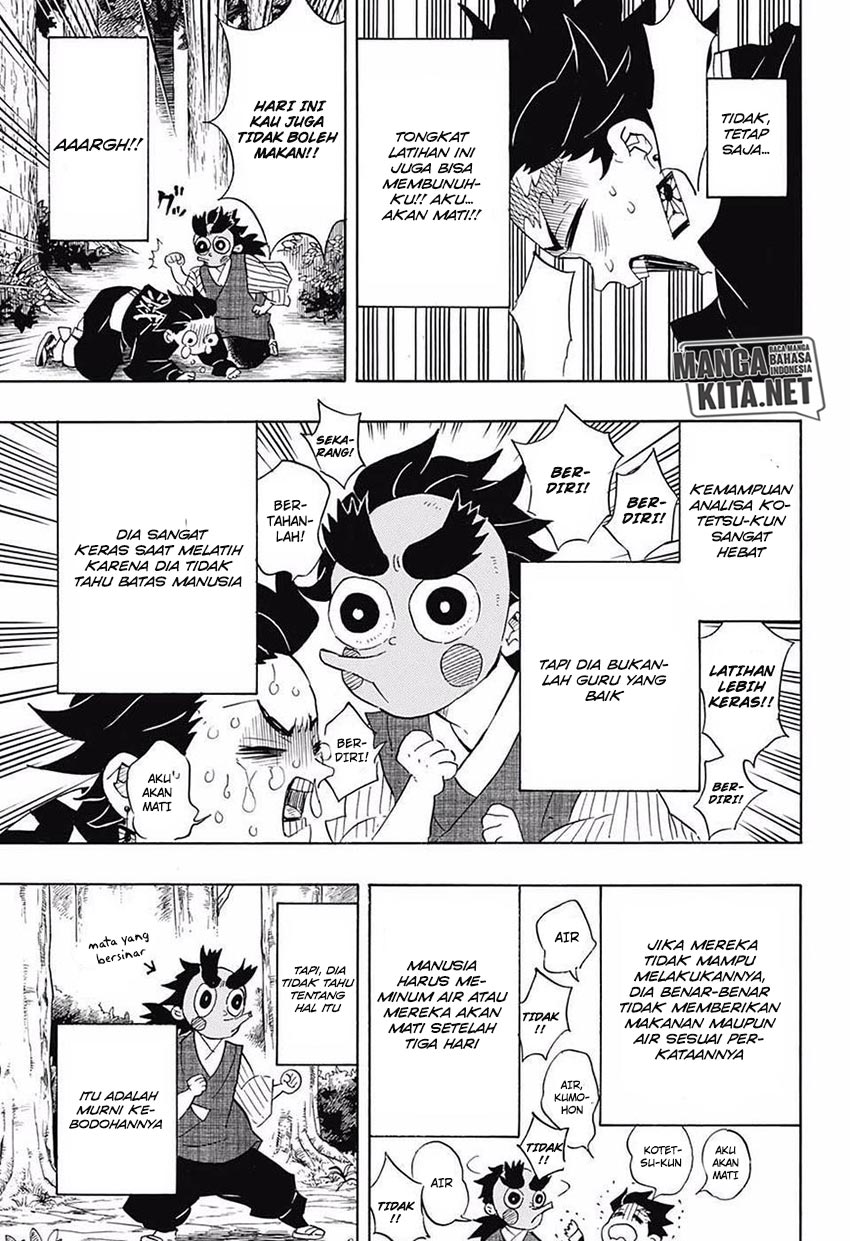 TIDAK,
TETAP
SAJA...
TONGKAT
LATIHAN INI
JUGA BISA
MEMBUNUH-
KU!! AKU...
AKAN MATI!!
HARI INI
KAU JUGA
TIDAK BOLEH
MAKAN!!
AAARGH!!
グッ
MANGA
KITA.NET
BACA MANGA
BAHASA
INDONESIA
KEMAMPUAN
ANALISA KO-
TETSU-KUN
SANGAT
HEBAT
BER-
DIRI!
BER-
DIRI!
SEKA-
RANG!
BER-
TAHAN-
LAH!
LATIHAN
LEBIH
KERAS!!
BER-
DIRI!
TAPI DIA BUKAN-
LAH GURU YANG
BAIK
DIA SANGAT
KERAS SAAT MELATIH
KARENA DIA TIDAK
TAHU BATAS MANUSIA
BER-
DIRI!
AKU
AKAN
MATI
JIKA MEREKA
TIDAK MAMPU
MELAKUKANNYA,
DIA BENAR-BENAR
TIDAK MEMBERIKAN
MAKANAN MAUPUN
AIR SESUAI PER-
KATAANNYA
AIR
TIDAK
!!
AIR,
KUMO-
HON
TIDAK
!!
AKU
AKAN
MATI
KOTET-
SU-KUN
AIR
TIDAK
!!
MANUSIA
HARUS ME-
MINUM AIR ATAU
MEREKA AKAN
MATI SETELAH
TIGA HARI
TAPI, DIA
TIDAK TAHU
TENTANG
HAL ITU
mata yang
bersinar
ITU ADALAH
MURNI KE-
BODOHANNYA